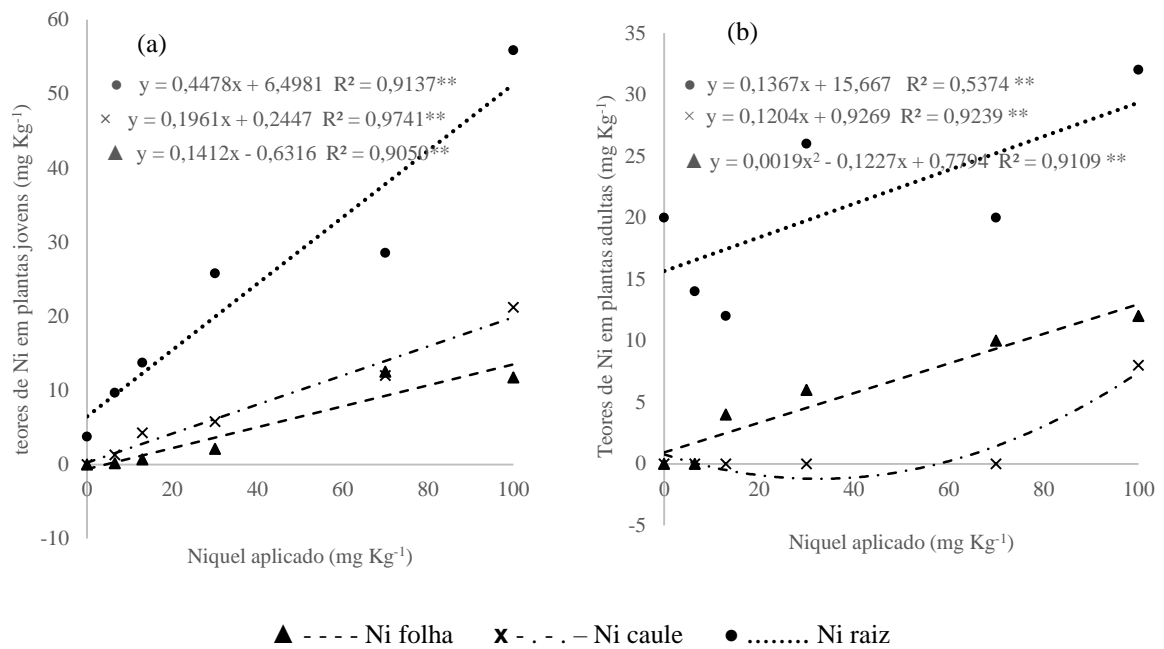 (a)
● y = 0,4478x + 6,4981 R² = 0,9137**
× y = 0,1961x + 0,2447 R² = 0,9741**
▲ y = 0,1412x - 0,6316 R² = 0,9050**
60
50
40
30
20
10
0
-10
0 20 40 60 80 100
teores de Ni em plantas jovens (mg Kg⁻¹)
Niquel aplicado (mg Kg⁻¹)
(b)
● y = 0,1367x + 15,667 R² = 0,5374 **
× y = 0,1204x + 0,9269 R² = 0,9239 **
▲ y = 0,0019x² - 0,1227x + 0,7794 R² = 0,9109 **
35
30
25
20
15
10
5
0
-5
0 20 40 60 80 100
Teores de Ni em plantas adultas (mg Kg⁻¹)
Niquel aplicado (mg Kg⁻¹)
▲ - - - - Ni folha x - . - . – Ni caule ● ........ Ni raiz